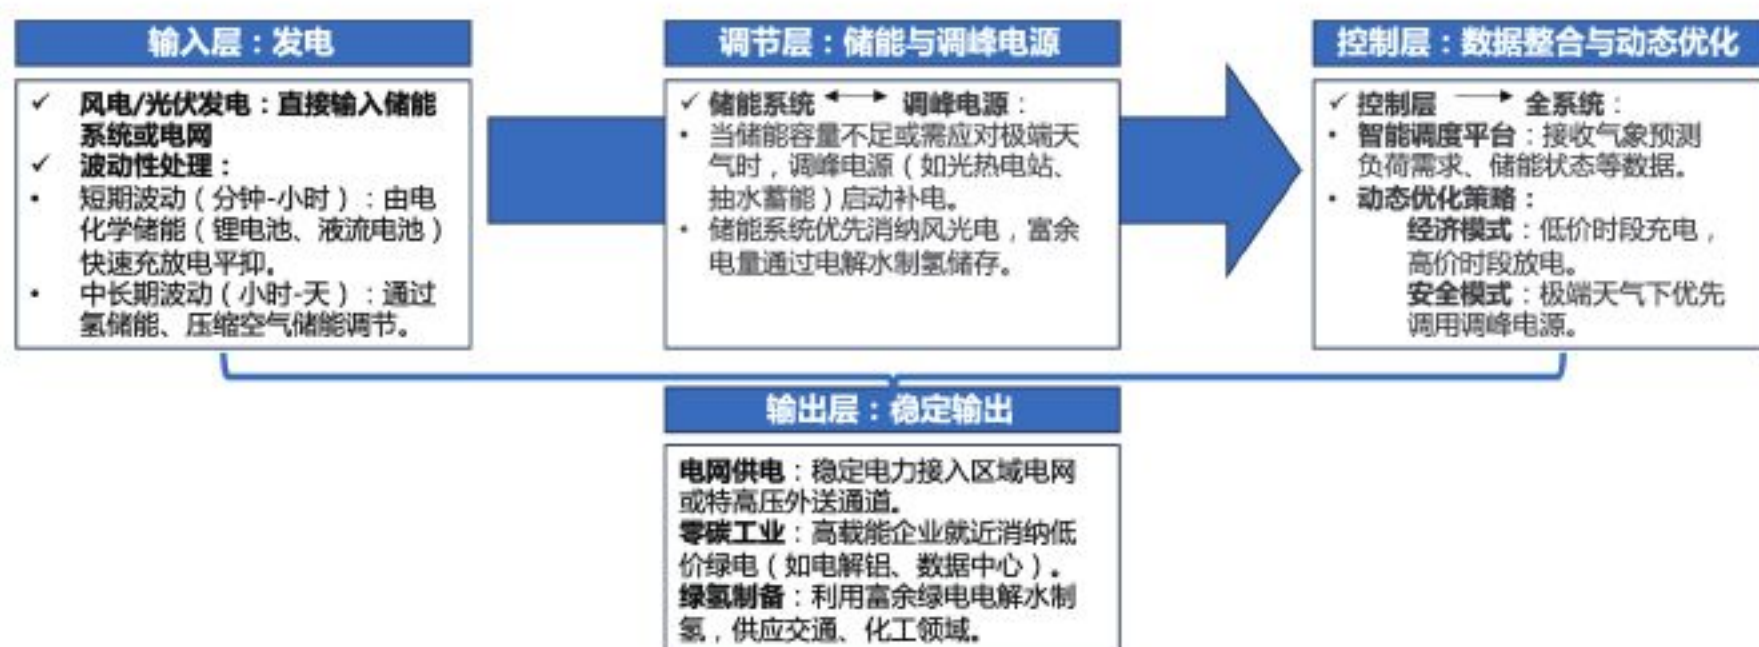 输入层：发电
✓ 风电/光伏发电：直接输入储能
系统或电网
✓ 波动性处理：
• 短期波动（分钟-小时）：由电
化学储能（锂电池、液流电池）
快速充放电平抑。
• 中长期波动（小时-天）：通过
氢储能、压缩空气储能调节。
调节层：储能与调峰电源
✓ 储能系统 ←→ 调峰电源：
• 当储能容量不足或需应对极端天
气时，调峰电源（如光热电站、
抽水蓄能）启动补电。
• 储能系统优先消纳风光电，富余
电量通过电解水制氢储存。
控制层：数据整合与动态优化
✓ 控制层 → 全系统：
• 智能调度平台：接收气象预测
负荷需求、储能状态等数据。
• 动态优化策略：
经济模式：低价时段充电，
高价时段放电。
安全模式：极端天气下优先
调用调峰电源。
输出层：稳定输出
电网供电：稳定电力接入区域电网
或特高压外送通道。
零碳工业：高载能企业就近消纳低
价绿电（如电解铝、数据中心）。
绿氢制备：利用富余绿电电解水制
氢，供应交通、化工领域。